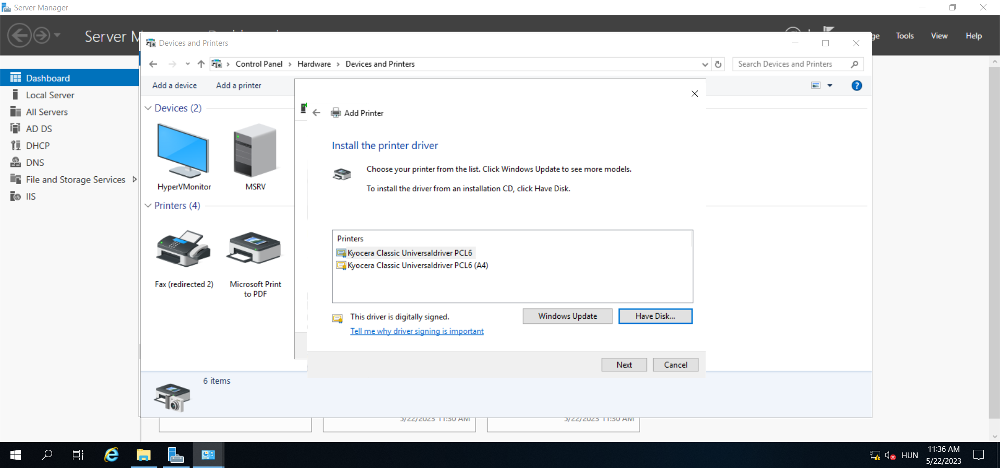 Server Manager
Tools
View
Help
Devices and Printers
Control Panel
Hardware
Devices and Printers
Search Devices and Printers
Add a device
Add a printer
Dashboard
Local Server
All Servers
AD DS
DHCP
DNS
File and Storage Services
IIS
Devices (2)
HyperVMonitor
MSRV
Printers (4)
Fax (redirected 2)
Microsoft Print
to PDF
Add Printer
Install the printer driver
Choose your printer from the list. Click Windows Update to see more models.
To install the driver from an installation CD, click Have Disk.
Printers
Kyocera Classic Universaldriver PCL6
Kyocera Classic Universaldriver PCL6 (A4)
This driver is digitally signed.
Tell me why driver signing is important
Windows Update
Have Disk...
Next
Cancel
6 items
5/22/2023 11:30 AM
5/22/2023 11:30 AM
HUN
11:36 AM
5/22/2023